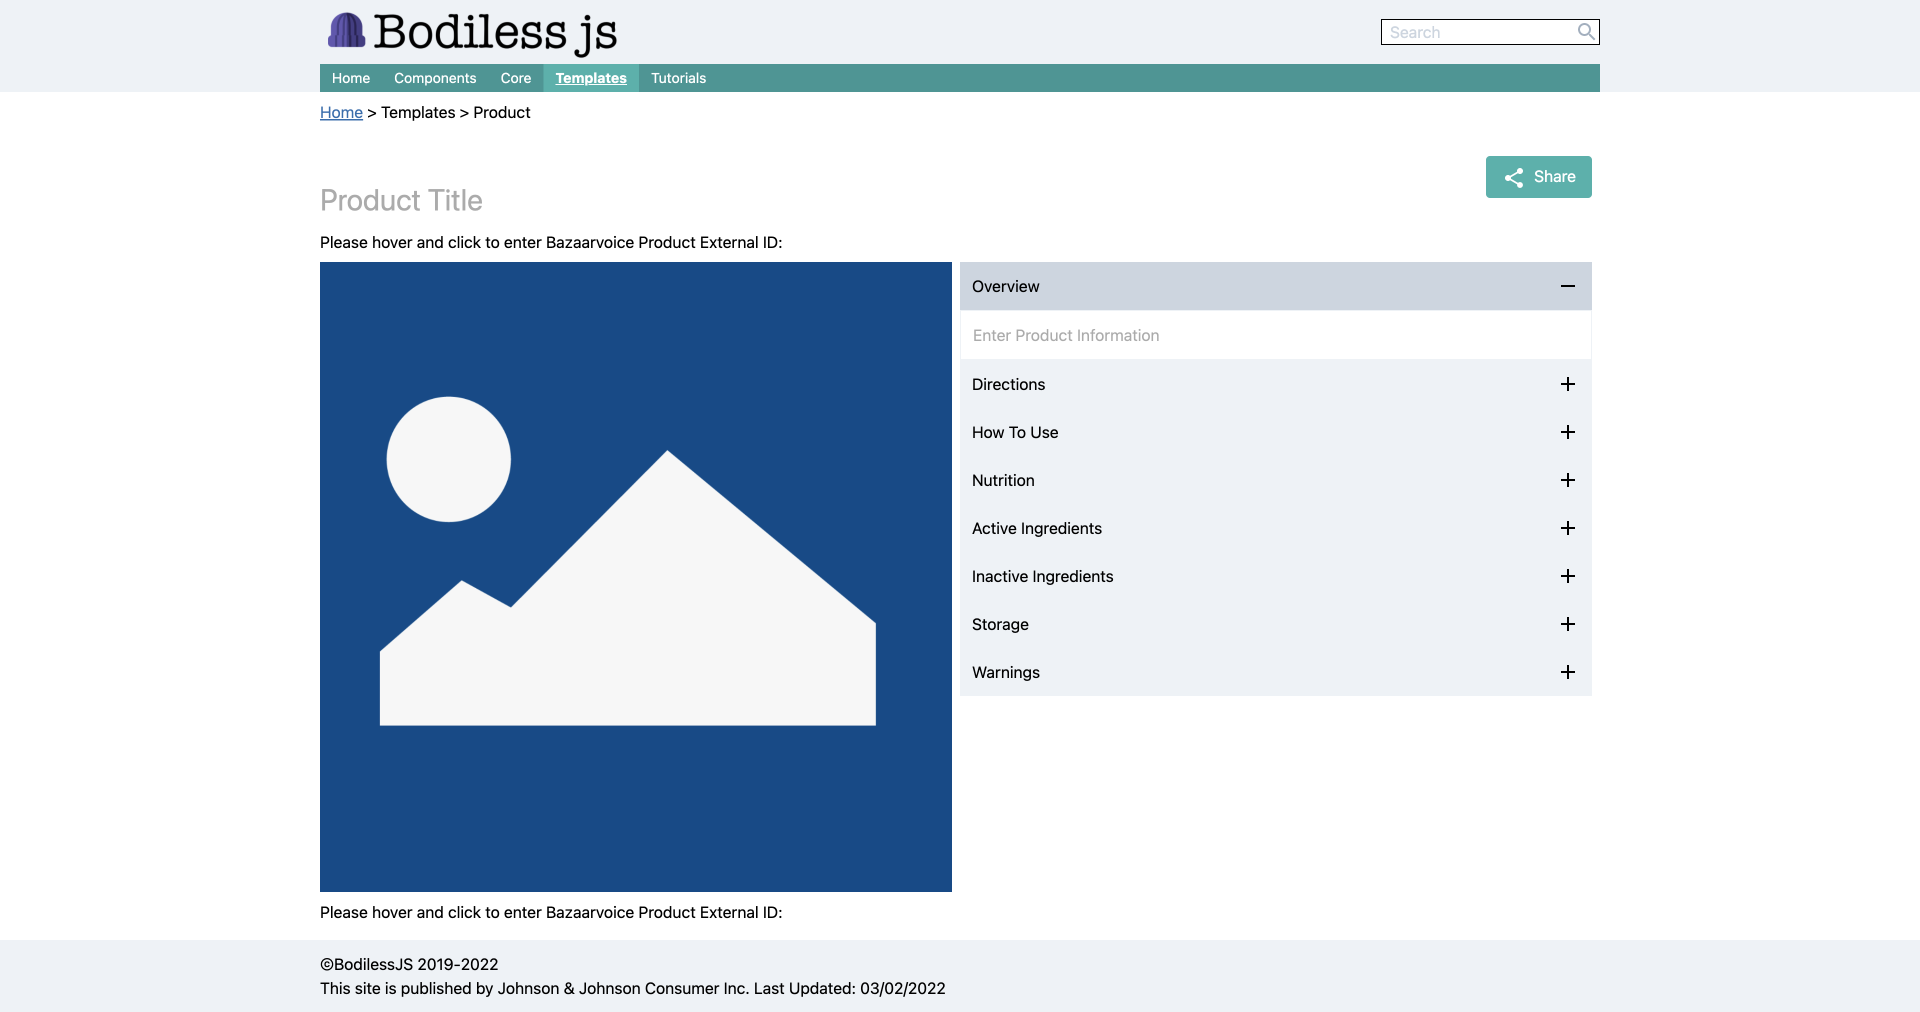 Bodiless js
Search
Home Components Core Templates Tutorials
Home > Templates > Product
Share
Product Title
Please hover and click to enter Bazaarvoice Product External ID:
Overview
Enter Product Information
Directions
How To Use
Nutrition
Active Ingredients
Inactive Ingredients
Storage
Warnings
Please hover and click to enter Bazaarvoice Product External ID:
©BodilessJS 2019-2022
This site is published by Johnson & Johnson Consumer Inc. Last Updated: 03/02/2022